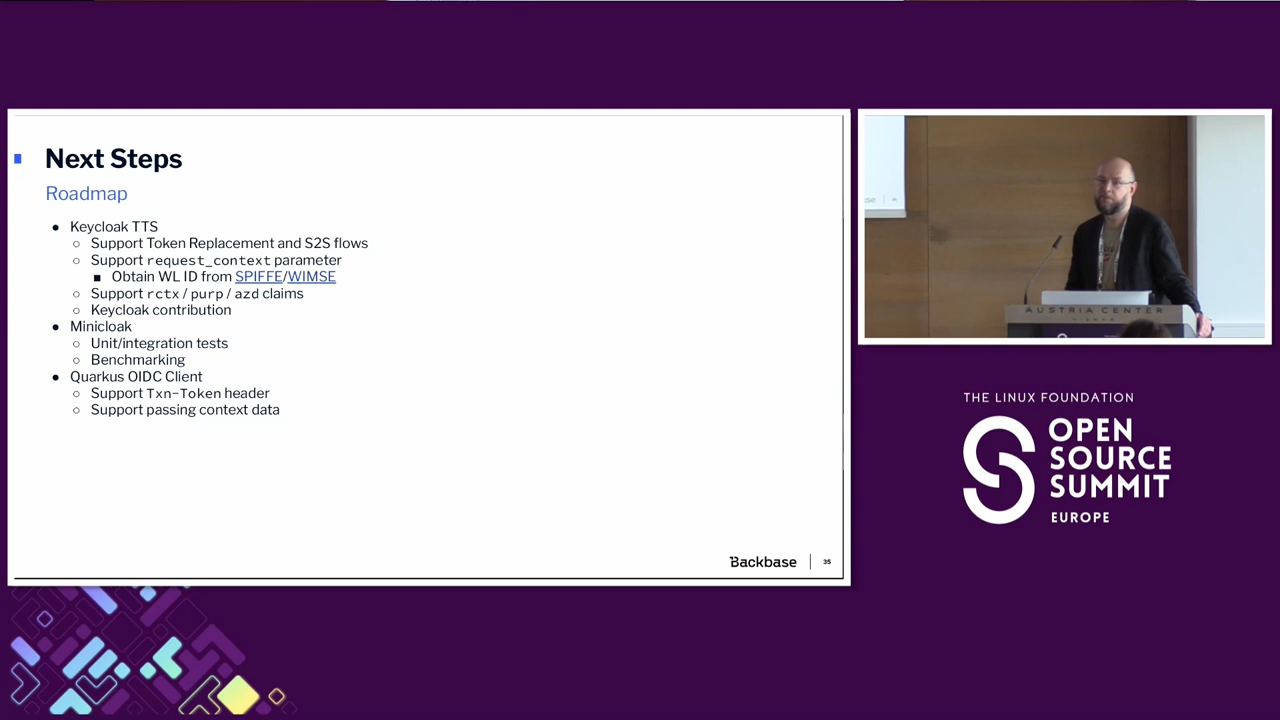 Next Steps
Roadmap
● Keycloak TTS
○ Support Token Replacement and S2S flows
○ Support request_context parameter
■ Obtain WL ID from SPIFFE/WIMSE
○ Support rctx / purp / azd claims
○ Keycloak contribution
● Minicloak
○ Unit/integration tests
○ Benchmarking
● Quarkus OIDC Client
○ Support Txn-Token header
○ Support passing context data
Backbase
35
AUSTRIA CENTER
THE LINUX FOUNDATION
OPEN
SOURCE
SUMMIT
EUROPE